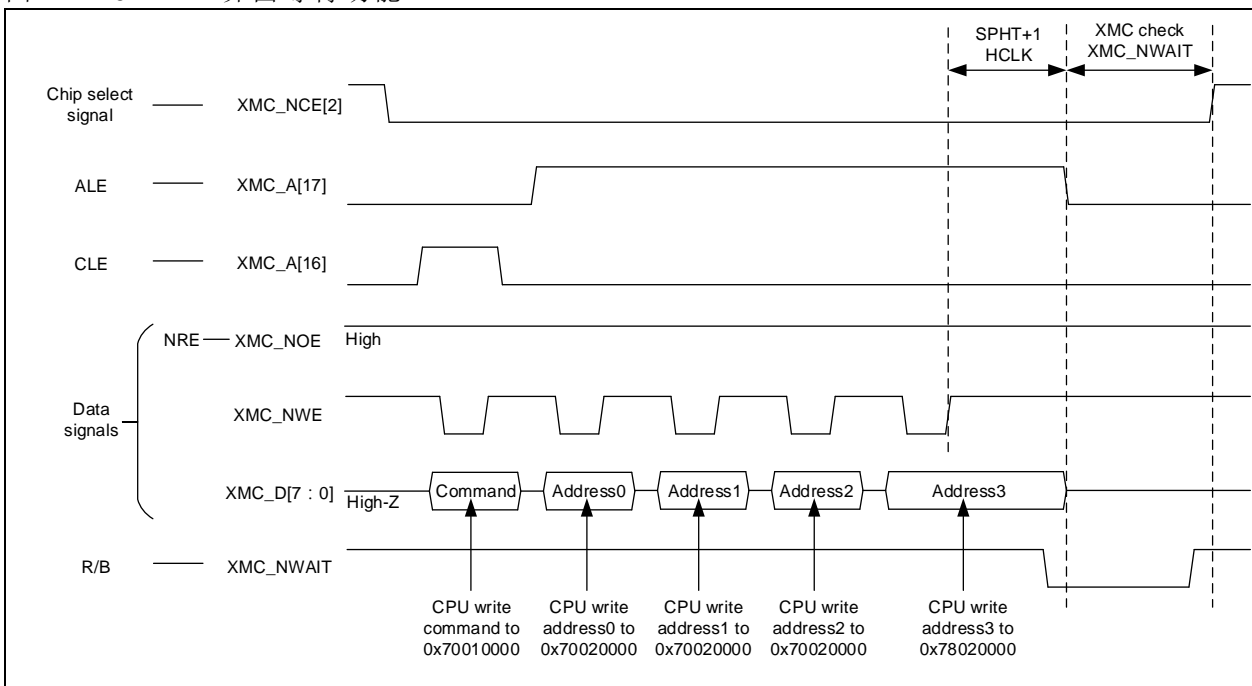 SPHT+1
HCLK
XMC check
XMC_NWAIT
Chip select
signal
XMC_NCE[2]
ALE
XMC_A[17]
CLE
XMC_A[16]
NRE
XMC_NOE
High
Data
signals
XMC_NWE
XMC_D[7：0]
High-Z
Command
Address0
Address1
Address2
Address3
R/B
XMC_NWAIT
CPU write
command to
0x70010000
CPU write
address0 to
0x70020000
CPU write
address1 to
0x70020000
CPU write
address2 to
0x70020000
CPU write
address3 to
0x78020000